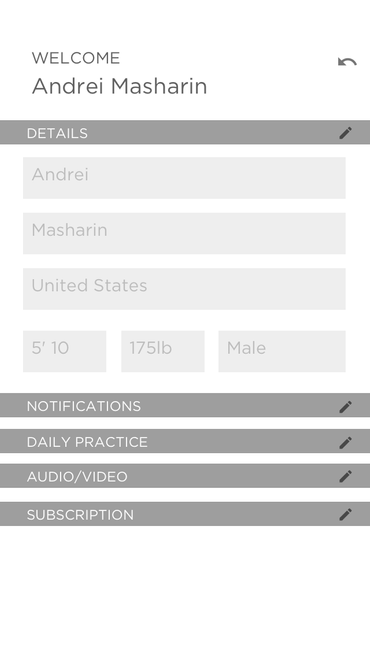 WELCOME
Andrei Masharin
DETAILS
Andrei
Masharin
United States
5' 10 175lb Male
NOTIFICATIONS
DAILY PRACTICE
AUDIO/VIDEO
SUBSCRIPTION